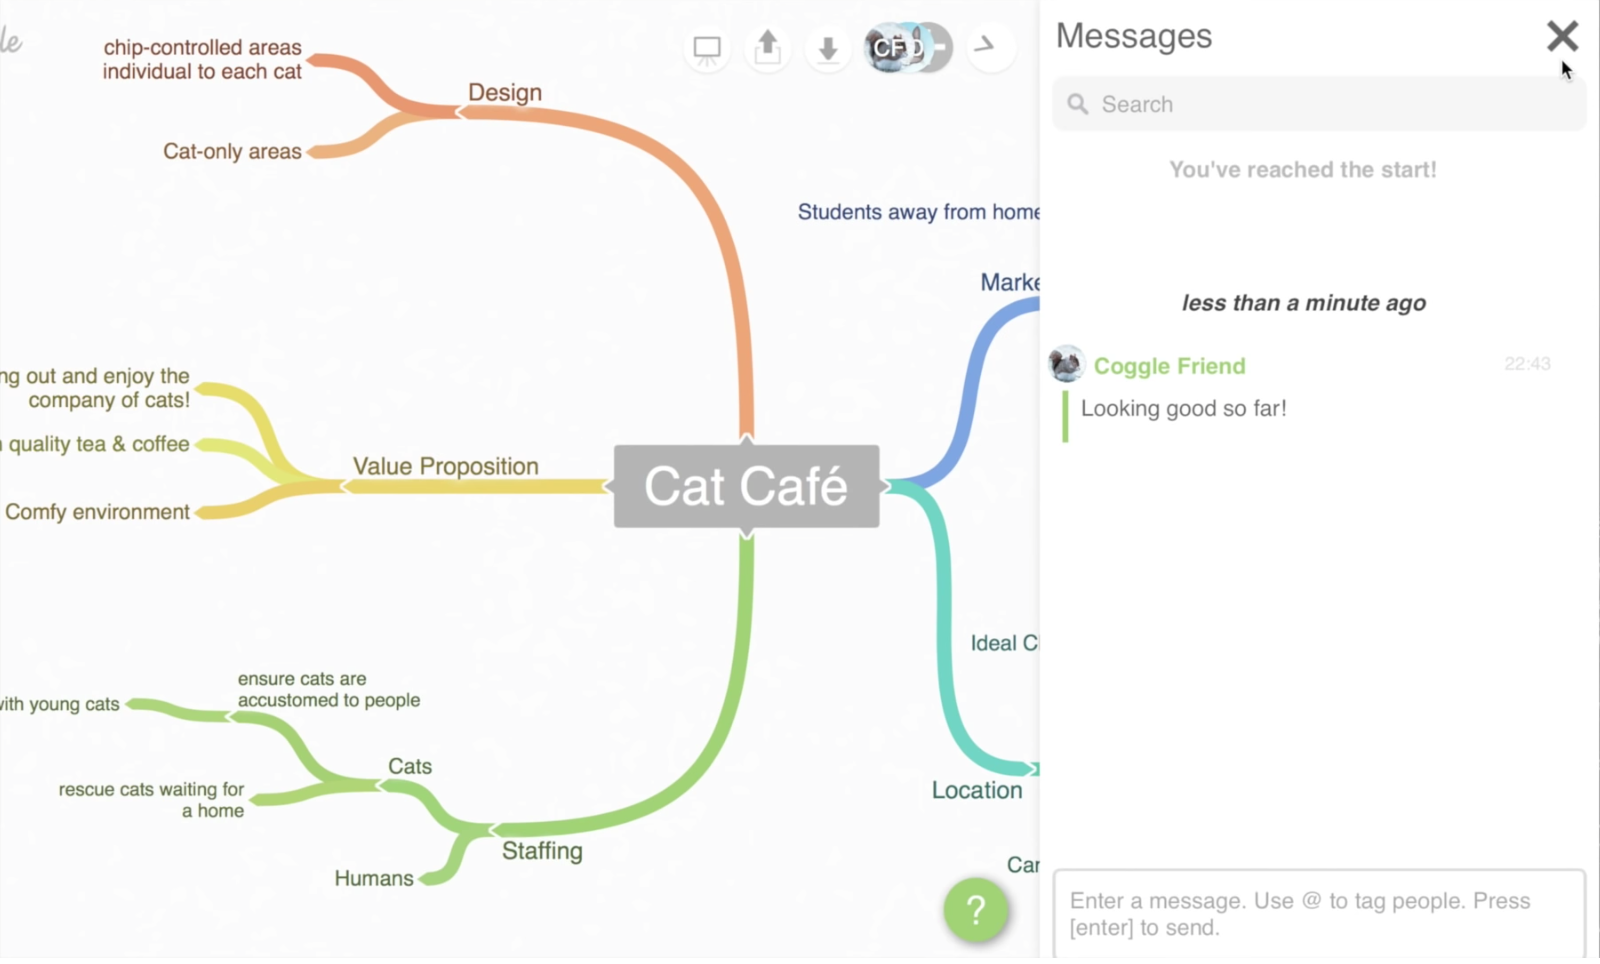 le
chip-controlled areas
individual to each cat
Design
Cat-only areas
CFD
Students away from home
Marke
ng out and enjoy the
company of cats!
quality tea & coffee
Comfy environment
Value Proposition
Cat Café
Ideal C
ensure cats are
accustomed to people
with young cats
Cats
rescue cats waiting for
a home
Location
Staffing
Humans
Car
?
Messages
Search
You've reached the start!
less than a minute ago
Coggle Friend
22:43
Looking good so far!
Enter a message. Use @ to tag people. Press
[enter] to send.